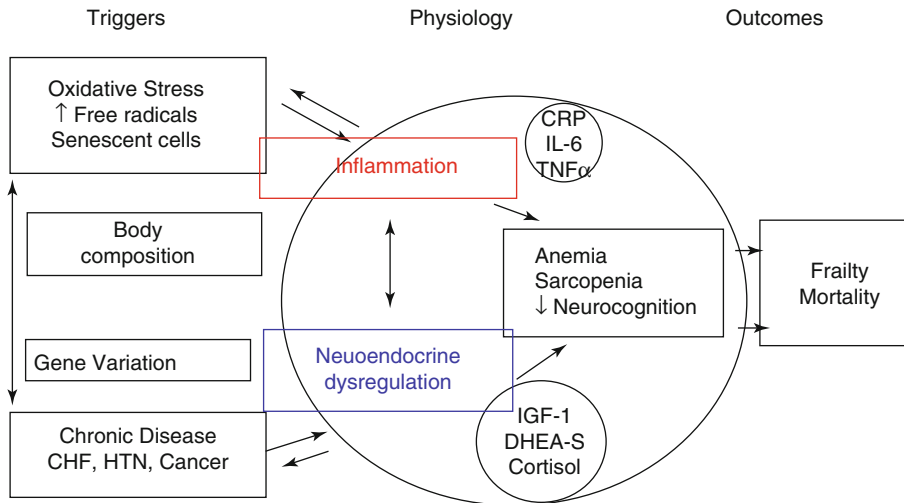 Triggers
Physiology
Outcomes
Oxidative Stress
↑ Free radicals
Senescent cells
Body
composition
Gene Variation
Chronic Disease
CHF, HTN, Cancer
Inflammation
CRP
IL-6
TNFα
Anemia
Sarcopenia
↓ Neurocognition
Neuoendocrine
dysregulation
IGF-1
DHEA-S
Cortisol
Frailty
Mortality